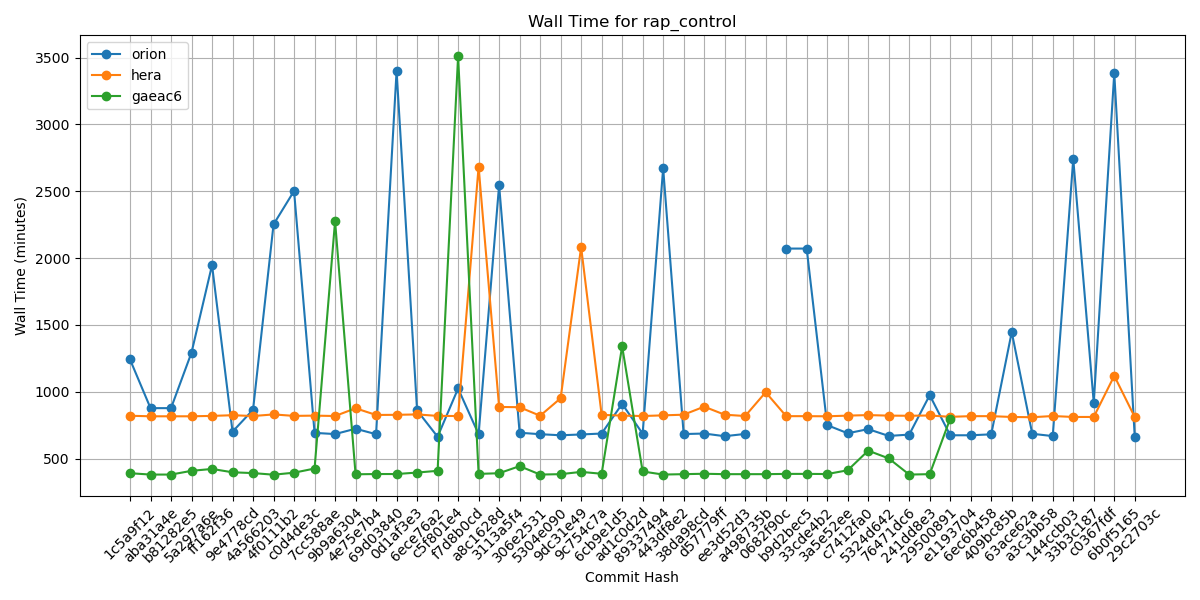 Wall Time for rap_control
orion
hera
gaeac6
3500
3000
2500
2000
1500
1000
500
Wall Time (minutes)
1c5a9f12
aba31a4e
b81282e5
5a297a6e
ff162f36
9e4778cd
4a566203
4f0111b2
c0d4de3c
7cc588ae
9b9a6304
4e75e7b4
69d03840
0d1af3e3
6ece76a2
c5f801e4
f7d8b0cd
a8c1628d
3113a5f4
306e2531
5304e090
9dc31e49
9c754c7a
6cb9e1d5
ad1c0d2d
89337494
443df8e2
38da98cd
d57779ff
ee3d52d3
a498735b
0682f90c
b9d2bec5
33cde4b2
3a5e52ee
c7412fa0
5324d642
76471dc6
241dd8e3
29500891
e1193704
6ec6b458
409bc85b
63ace62a
a3c3bb58
144ccb03
33b3c187
c0367fdf
6b0f5165
29c2703c
Commit Hash